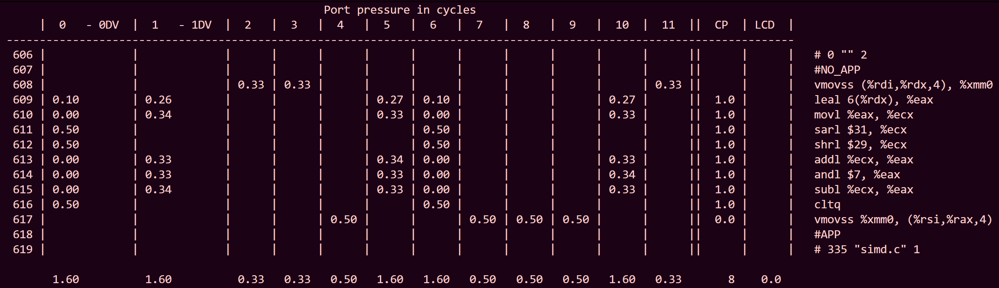 Port pressure in cycles
| 0 - 0DV | 1 - 1DV | 2 | 3 | 4 | 5 | 6 | 7 | 8 | 9 | 10 | 11 || CP | LCD |
-----------------------------------------------------------------------------------------------------------------------
606 | | | | | | | | | | | | || | | # 0 "" 2
607 | | | | | | | | | | | | || | | #NO_APP
608 | | | 0.33 | 0.33 | | | | | | | | 0.33 || | | vmovss (%rdi,%rdx,4), %xmm0
609 | 0.10 | 0.26 | | | | 0.27 | 0.10 | | | | 0.27 | || 1.0 | | leal 6(%rdx), %eax
610 | 0.00 | 0.34 | | | | 0.33 | 0.00 | | | | 0.33 | || 1.0 | | movl %eax, %ecx
611 | 0.50 | | | | | | 0.50 | | | | | || 1.0 | | sarl $31, %ecx
612 | 0.50 | | | | | | 0.50 | | | | | || 1.0 | | shrl $29, %ecx
613 | 0.00 | 0.33 | | | | 0.34 | 0.00 | | | | 0.33 | || 1.0 | | addl %ecx, %eax
614 | 0.00 | 0.33 | | | | 0.33 | 0.00 | | | | 0.34 | || 1.0 | | andl $7, %eax
615 | 0.00 | 0.34 | | | | 0.33 | 0.00 | | | | 0.33 | || 1.0 | | subl %ecx, %eax
616 | 0.50 | | | | | | 0.50 | | | | | || 1.0 | | cltq
617 | | | | | 0.50 | | | 0.50 | 0.50 | 0.50 | | || 0.0 | | vmovss %xmm0, (%rsi,%rax,4)
618 | | | | | | | | | | | | || | | #APP
619 | | | | | | | | | | | | || | | # 335 "simd.c" 1
1.60 1.60 0.33 0.33 0.50 1.60 1.60 0.50 0.50 0.50 1.60 0.33 8 0.0